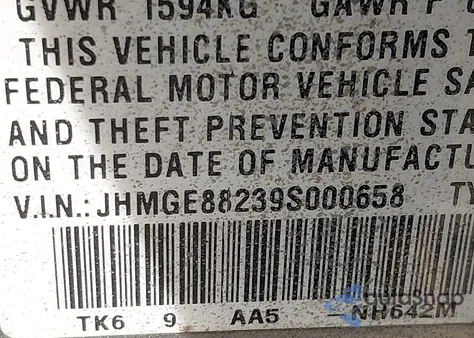 GVWR 1594KG GAWR F
THIS VEHICLE CONFORMS T
FEDERAL MOTOR VEHICLE SA
AND THEFT PREVENTION STA
ON THE DATE OF MANUFACTU
V.I.N.: JHMGE88239S000658 TY
TK6 9 AA5 -NH642M